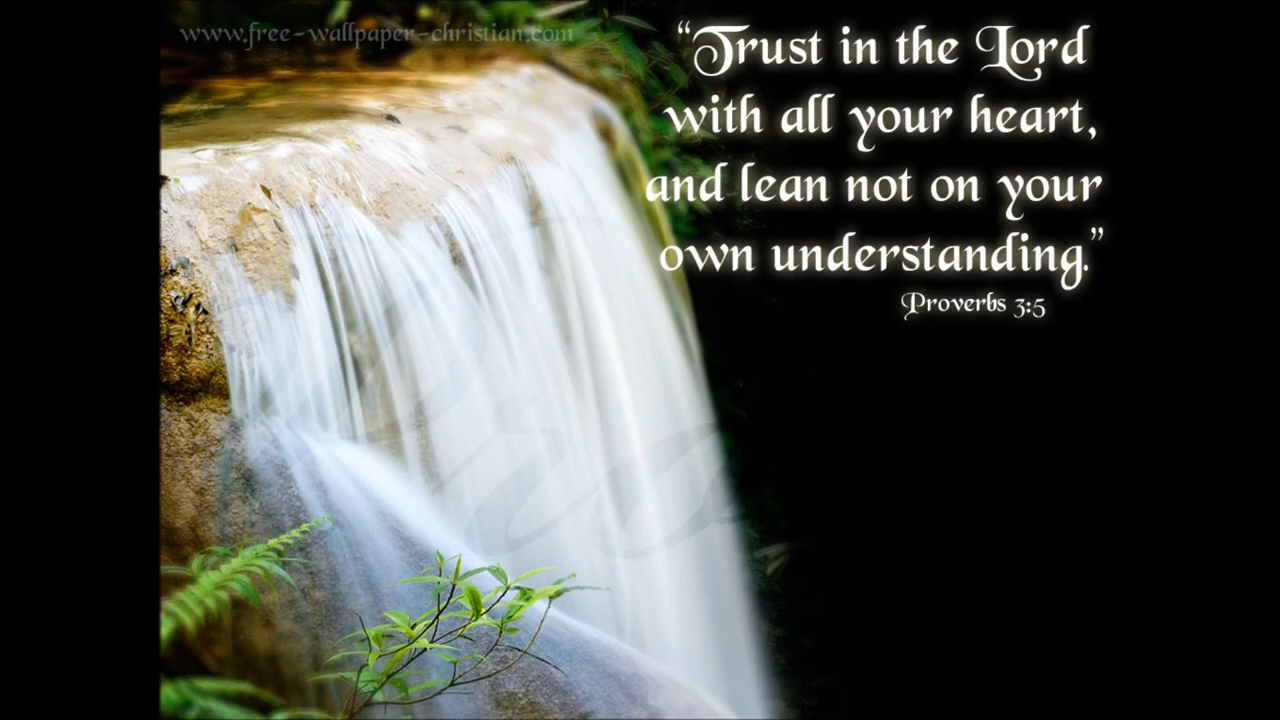 www.free-wallpaper-christian.com
“Trust in the Lord
with all your heart,
and lean not on your
own understanding.”
Proverbs 3:5